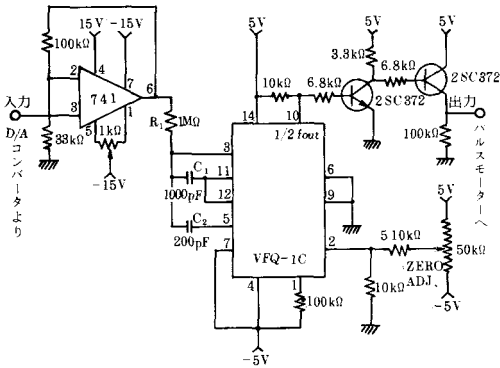 15V
-15V
100kΩ
2
4
7
6
741
3
5
1
入力
D/A
コンバータより
33kΩ
1kΩ
-15V
R₁
1MΩ
C₁
1000pF
C₂
200pF
5V
10kΩ
14
10
1/2 fout
3
11
12
5
7
6
9
2
VFQ-1C
4
1
100kΩ
-5V
6.8kΩ
5V
3.3kΩ
2SC372
6.8kΩ
5V
2SC372
出力
100kΩ
パルスモーターへ
5V
510kΩ
50kΩ
ZERO
ADJ.
10kΩ
-5V